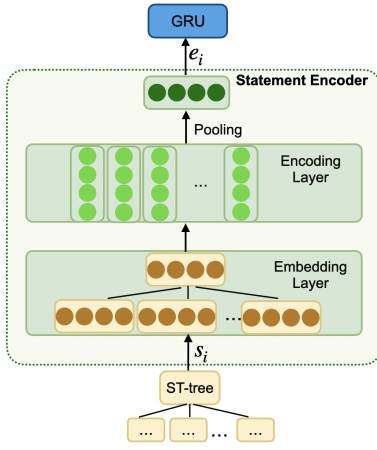 GRU
e_i
Statement Encoder
Pooling
Encoding
Layer
...
Embedding
Layer
...
s_i
ST-tree
... ... ... ...